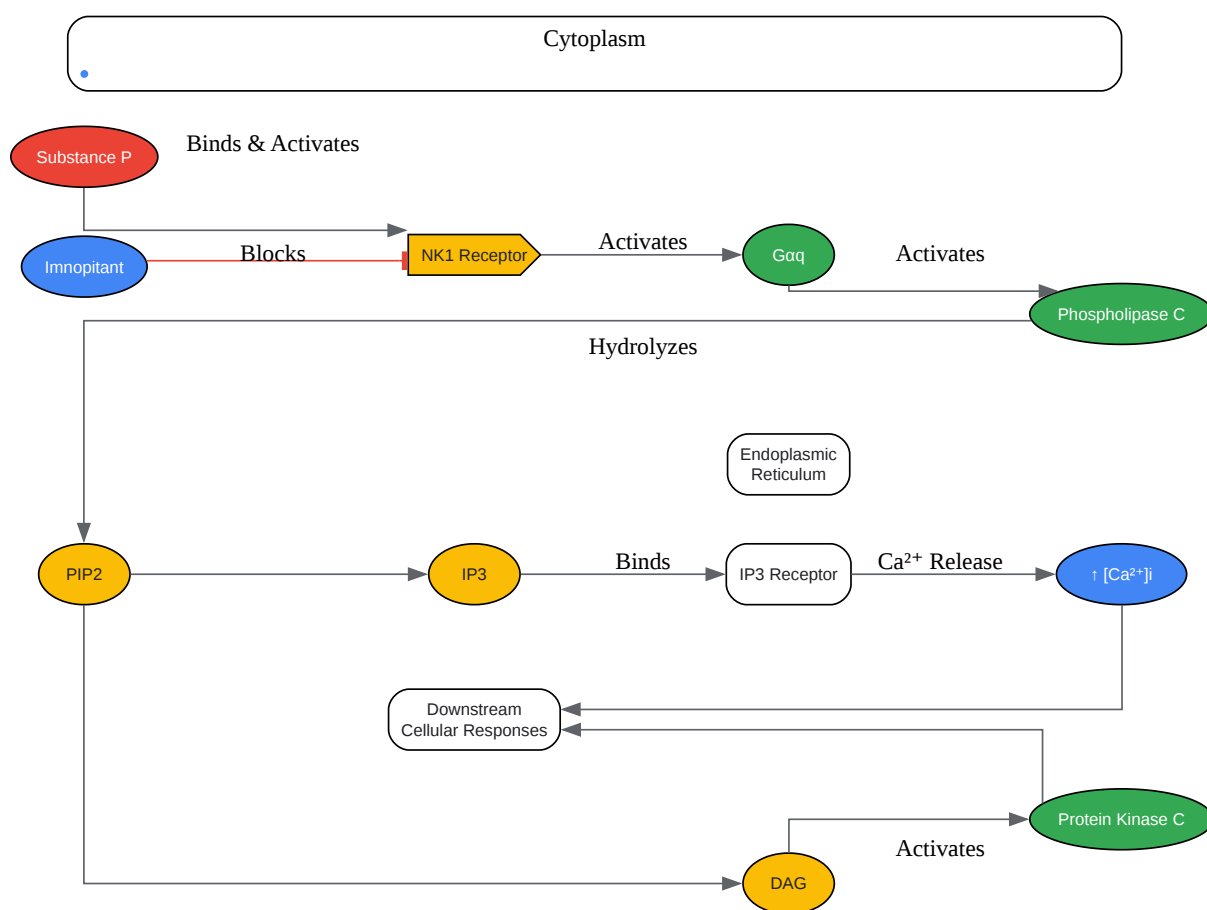 Cytoplasm
Substance P
Binds & Activates
Imnopitant
Blocks
NK1 Receptor
Activates
Gαq
Activates
Phospholipase C
Hydrolyzes
Endoplasmic
Reticulum
PIP2
IP3
Binds
IP3 Receptor
Ca²⁺ Release
↑ [Ca²⁺]i
Downstream
Cellular Responses
Protein Kinase C
Activates
DAG